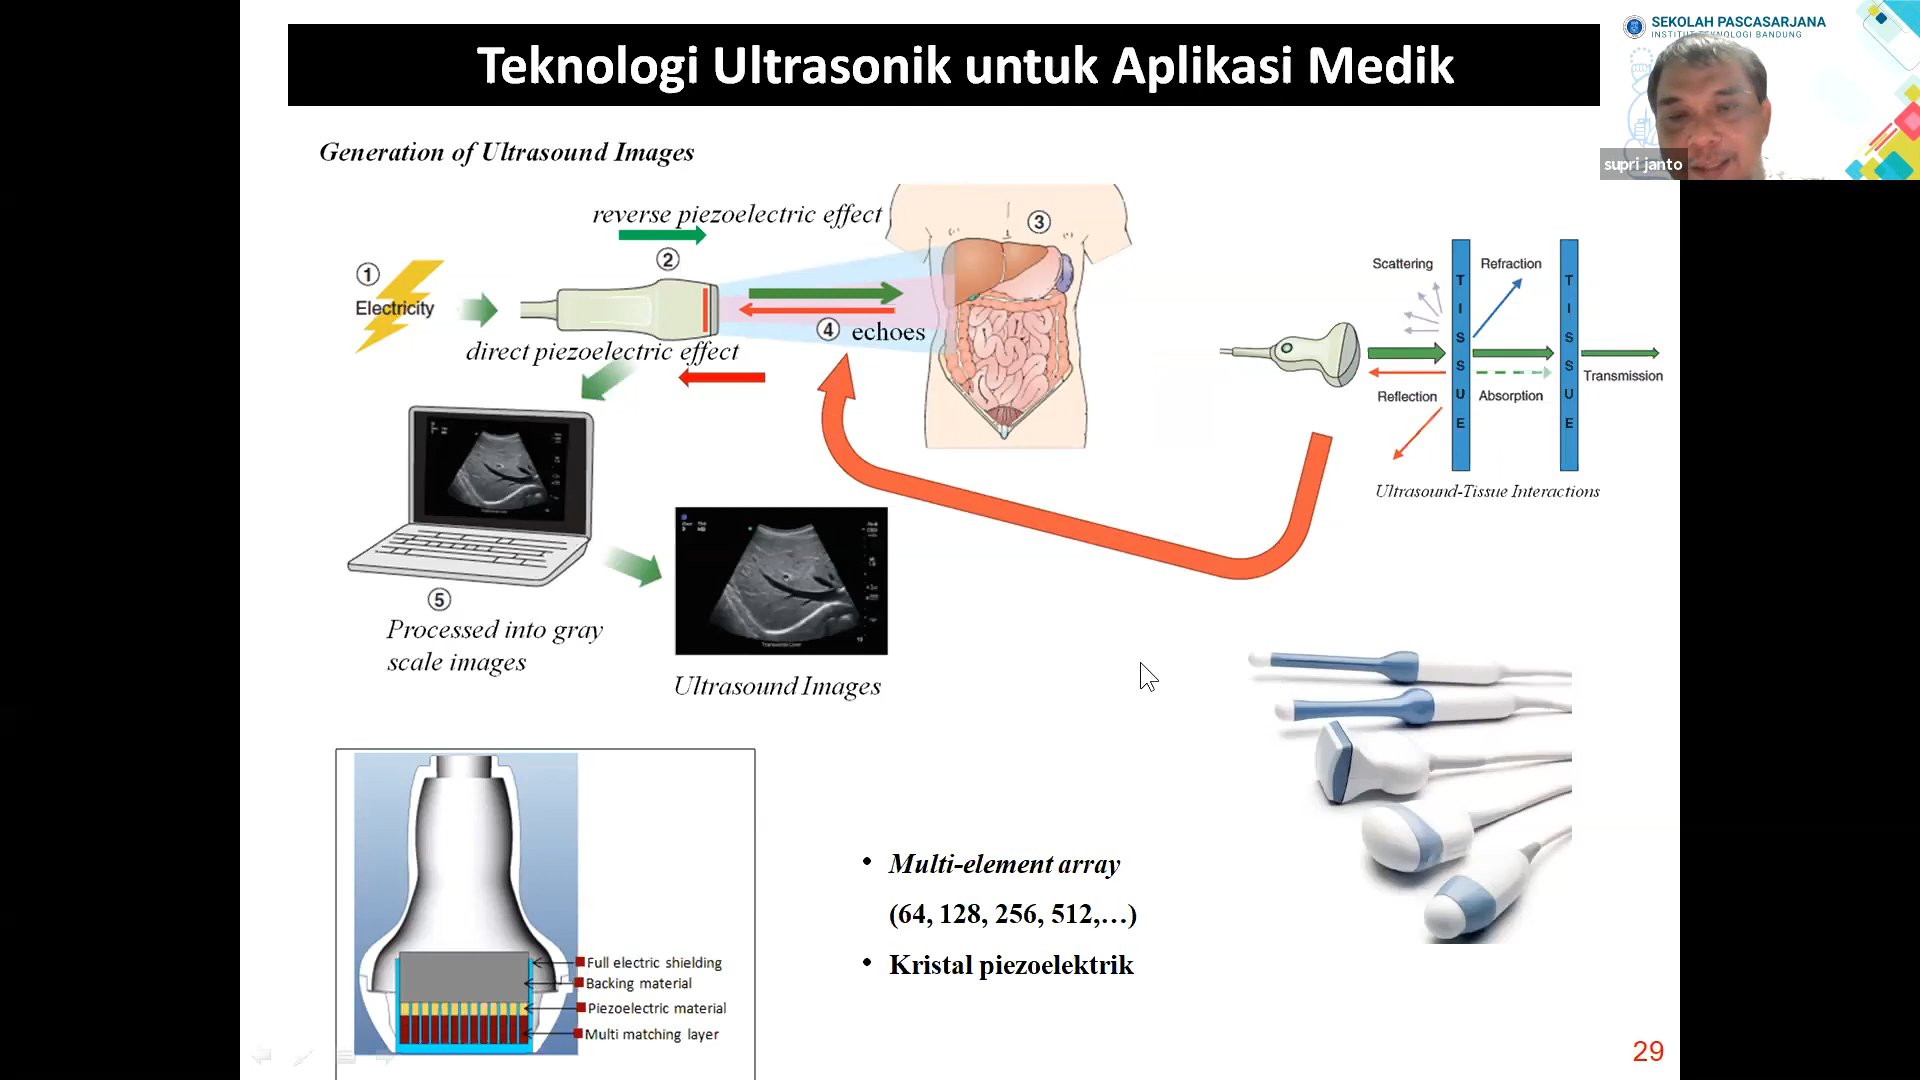 Teknologi Ultrasonik untuk Aplikasi Medik
SEKOLAH PASCASARJANA
INSTITUT TEKNOLOGI BANDUNG
supri janto
Generation of Ultrasound Images
reverse piezoelectric effect
1
Electricity
2
3
4 echoes
direct piezoelectric effect
5
Processed into gray
scale images
Ultrasound Images
Scattering
Refraction
TISSUE
TISSUE
Transmission
Reflection
Absorption
Ultrasound-Tissue Interactions
Full electric shielding
Backing material
Piezoelectric material
Multi matching layer
• Multi-element array
(64, 128, 256, 512,...)
• Kristal piezoelektrik
29